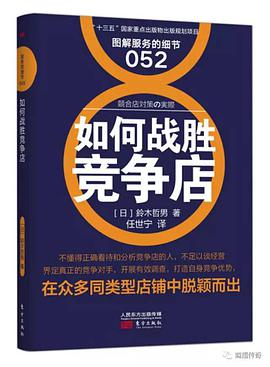 "十三五"国家重点出版物出版规划项目
图解服务的细节
052
競合店対策の実際
如何战胜
竞争店
[日]鈴木哲男 著
任世宁 译
不懂得正确看待和分析竞争店的人、不足以谈经营
界定真正的竞争对手，开展有效调查，打造自身竞争优势，
在众多同类型店铺中脱颖而出
人民东方出版传媒
東方出版社
服务的细节
052
如何战胜竞争店